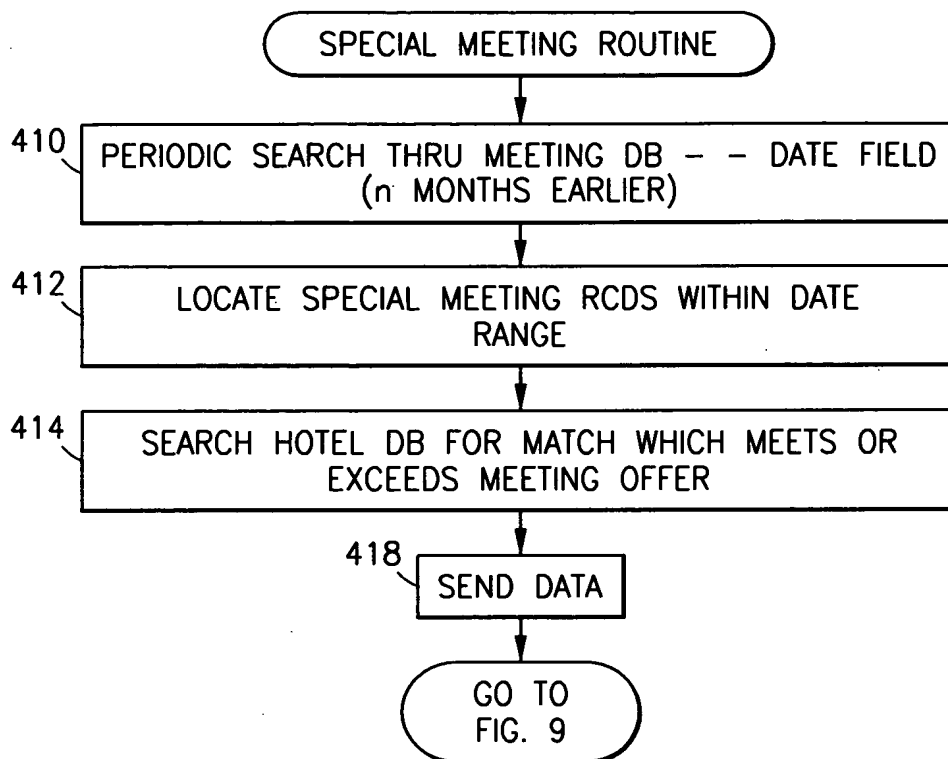 SPECIAL MEETING ROUTINE
410
PERIODIC SEARCH THRU MEETING DB - - DATE FIELD
(n MONTHS EARLIER)
412
LOCATE SPECIAL MEETING RCDS WITHIN DATE
RANGE
414
SEARCH HOTEL DB FOR MATCH WHICH MEETS OR
EXCEEDS MEETING OFFER
418
SEND DATA
GO TO
FIG. 9